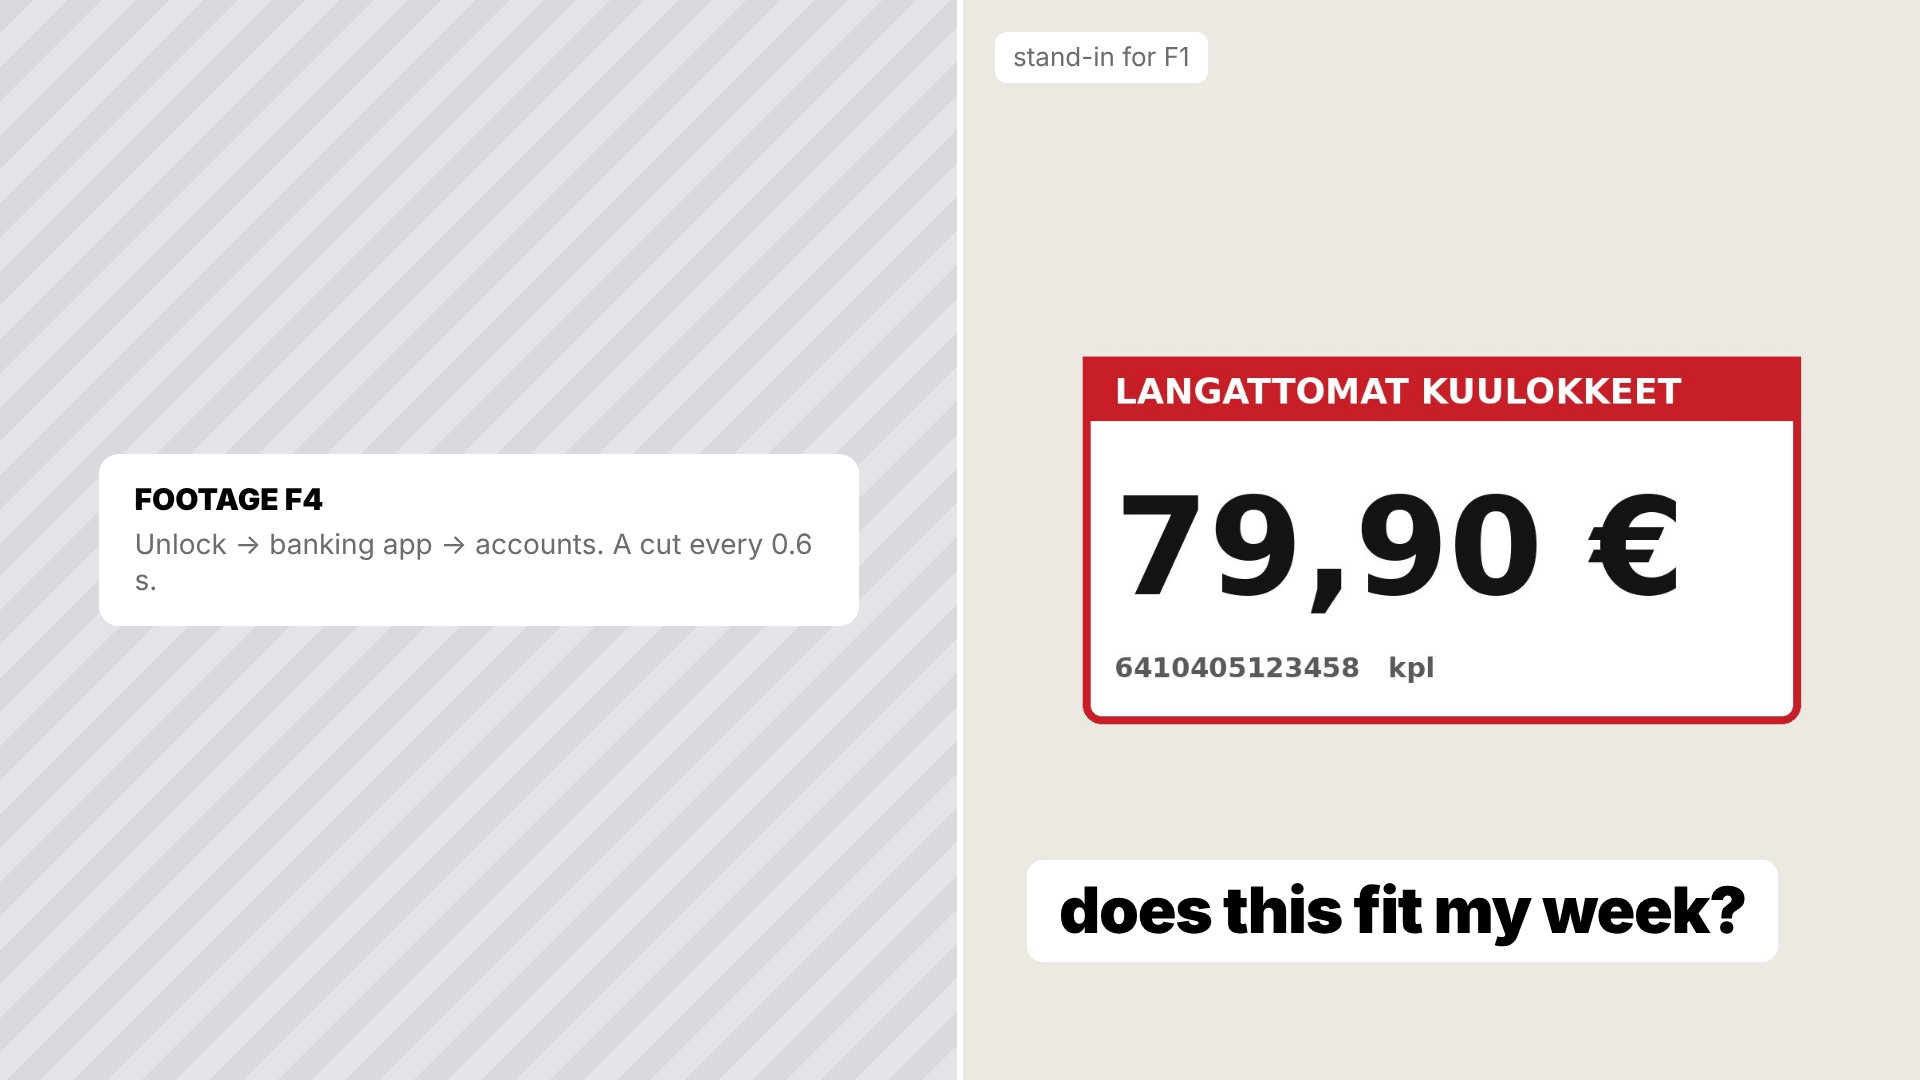 FOOTAGE F4
Unlock → banking app → accounts. A cut every 0.6
s.
stand-in for F1
LANGATTOMAT KUULOKKEET
79,90 €
6410405123458 kpl
does this fit my week?